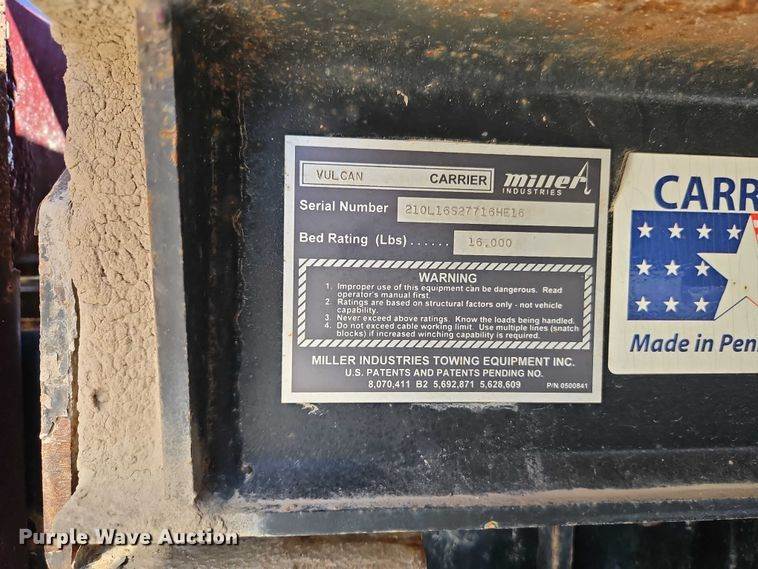 VULCAN CARRIER miller INDUSTRIES
Serial Number 210L16S27716HE16
Bed Rating (Lbs) ...... 16,000
WARNING
1. Improper use of this equipment can be dangerous. Read
operator's manual first.
2. Ratings are based on structural factors only - not vehicle
capability.
3. Never exceed above ratings. Know the loads being handled.
4. Do not exceed cable working limit. Use multiple lines (snatch
blocks) if increased winching capability is required.
MILLER INDUSTRIES TOWING EQUIPMENT INC.
U.S. PATENTS AND PATENTS PENDING NO.
8,070,411 B2 5,692,871 5,628,609 P/N 0500841
CARR
Made in Pen
Purple Wave Auction